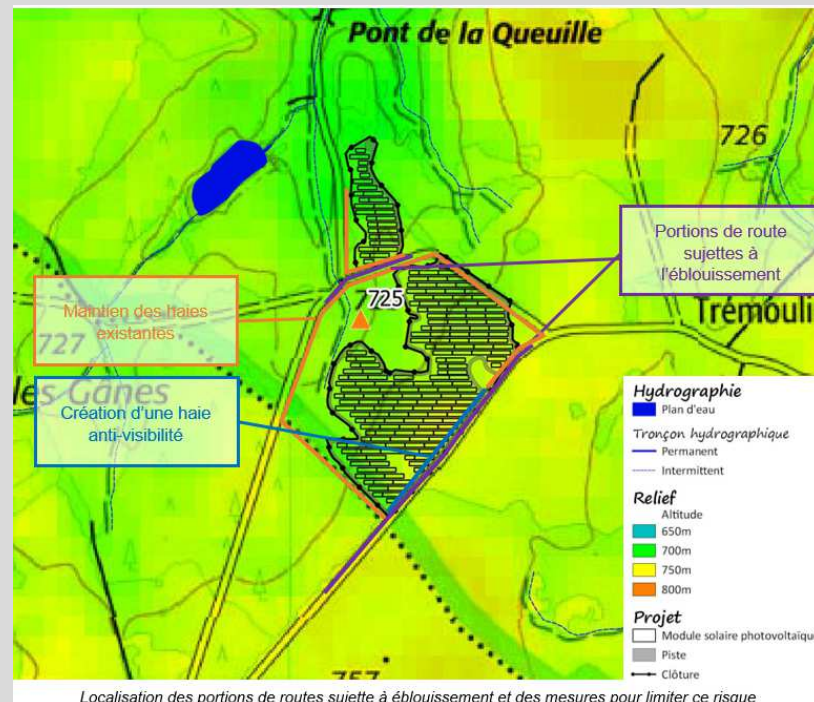 Pont de la Queuille
726
Portions de route
sujettes à
l'éblouissement
725
Maintien des haies
existantes
Trémouli
727
les Gânes
Création d'une haie
anti-visibilité
757
Hydrographie
Plan d'eau
Tronçon hydrographique
Permanent
Intermittent
Relief
Altitude
650m
700m
750m
800m
Projet
Module solaire photovoltaïque
Piste
Clôture
Localisation des portions de routes sujette à éblouissement et des mesures pour limiter ce risque